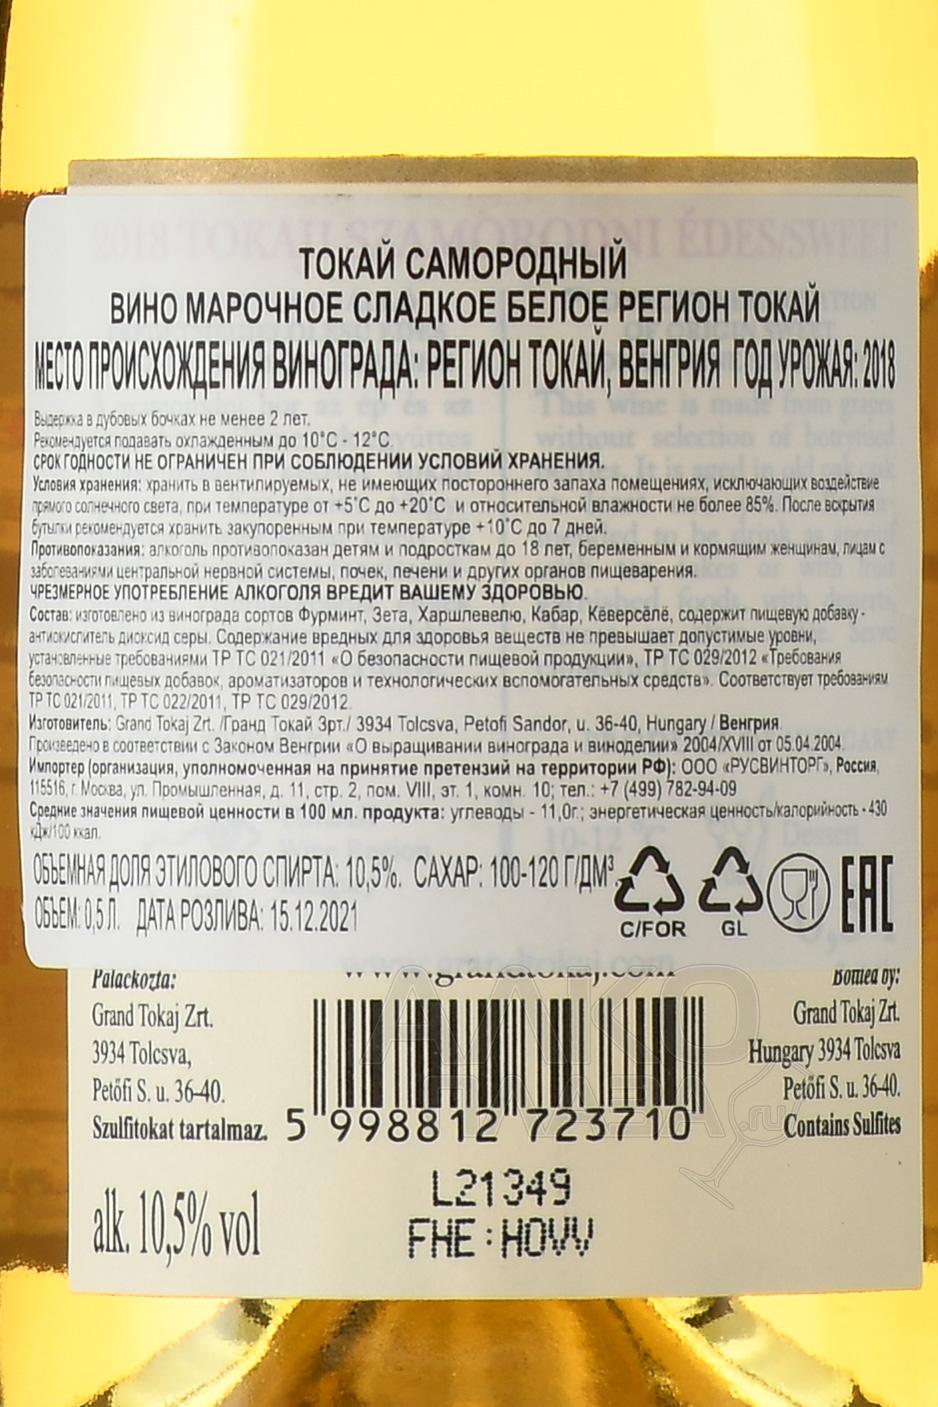 2018 TOKAJI SZAMORODNI ÉDES/SWEET
ТОКАЙ САМОРОДНЫЙ
ВИНО МАРОЧНОЕ СЛАДКОЕ БЕЛОЕ РЕГИОН ТОКАЙ
МЕСТО ПРОИСХОЖДЕНИЯ ВИНОГРАДА: РЕГИОН ТОКАЙ, ВЕНГРИЯ ГОД УРОЖАЯ: 2018
Выдержка в дубовых бочках не менее 2 лет.
Рекомендуется подавать охлажденным до 10°С - 12°С.
СРОК ГОДНОСТИ НЕ ОГРАНИЧЕН ПРИ СОБЛЮДЕНИИ УСЛОВИЙ ХРАНЕНИЯ.
Условия хранения: хранить в вентилируемых, не имеющих постороннего запаха помещениях, исключающих воздействие
прямого солнечного света, при температуре от +5°С до +20°С и относительной влажности не более 85%. После вскрытия
бутылки рекомендуется хранить закупоренным при температуре +10°С до 7 дней.
Противопоказания: алкоголь противопоказан детям и подросткам до 18 лет, беременным и кормящим женщинам, лицам с
заболеваниями центральной нервной системы, почек, печени и других органов пищеварения.
ЧРЕЗМЕРНОЕ УПОТРЕБЛЕНИЕ АЛКОГОЛЯ ВРЕДИТ ВАШЕМУ ЗДОРОВЬЮ.
Состав: изготовлено из винограда сортов Фурминт, Зета, Харшлевелю, Кабар, Кёверсёлё, содержит пищевую добавку -
антиокислитель диоксид серы. Содержание вредных для здоровья веществ не превышает допустимые уровни,
установленные требованиями ТР ТС 021/2011 «О безопасности пищевой продукции», ТР ТС 029/2012 «Требования
безопасности пищевых добавок, ароматизаторов и технологических вспомогательных средств». Соответствует требованиям
ТР ТС 021/2011, ТР ТС 022/2011, ТР ТС 029/2012.
Изготовитель: Grand Tokaj Zrt. /Гранд Токай Зрт./ 3934 Tolcsva, Petofi Sandor, u. 36-40, Hungary / Венгрия
Произведено в соответствии с Законом Венгрии «О выращивании винограда и виноделии» 2004/XVIII от 05.04.2004.
Импортер (организация, уполномоченная на принятие претензий на территории РФ): ООО «РУСВИНТОРГ», Россия,
115516, г. Москва, ул. Промышленная, д. 11, стр. 2, пом. VIII, эт. 1, комн. 10; тел.: +7 (499) 782-94-09
Средние значения пищевой ценности в 100 мл. продукта: углеводы - 11,0г.; энергетическая ценность/калорийность - 430
кДж/100 ккал.
ОБЪЕМНАЯ ДОЛЯ ЭТИЛОВОГО СПИРТА: 10,5%. САХАР: 100-120 Г/ДМ³
ОБЪЕМ: 0,5 Л. ДАТА РОЗЛИВА: 15.12.2021
C/FOR GL EAC
www.grandtokaj.com
Palackozta:
Grand Tokaj Zrt.
3934 Tolcsva,
Petőfi S. u. 36-40.
Szulfitokat tartalmaz.
Bottled by:
Grand Tokaj Zrt.
Hungary 3934 Tolcsva
Petőfi S. u. 36-40.
Contains Sulfites
5 998812 723710
alk. 10,5% vol
L21349
FHE:HOVV